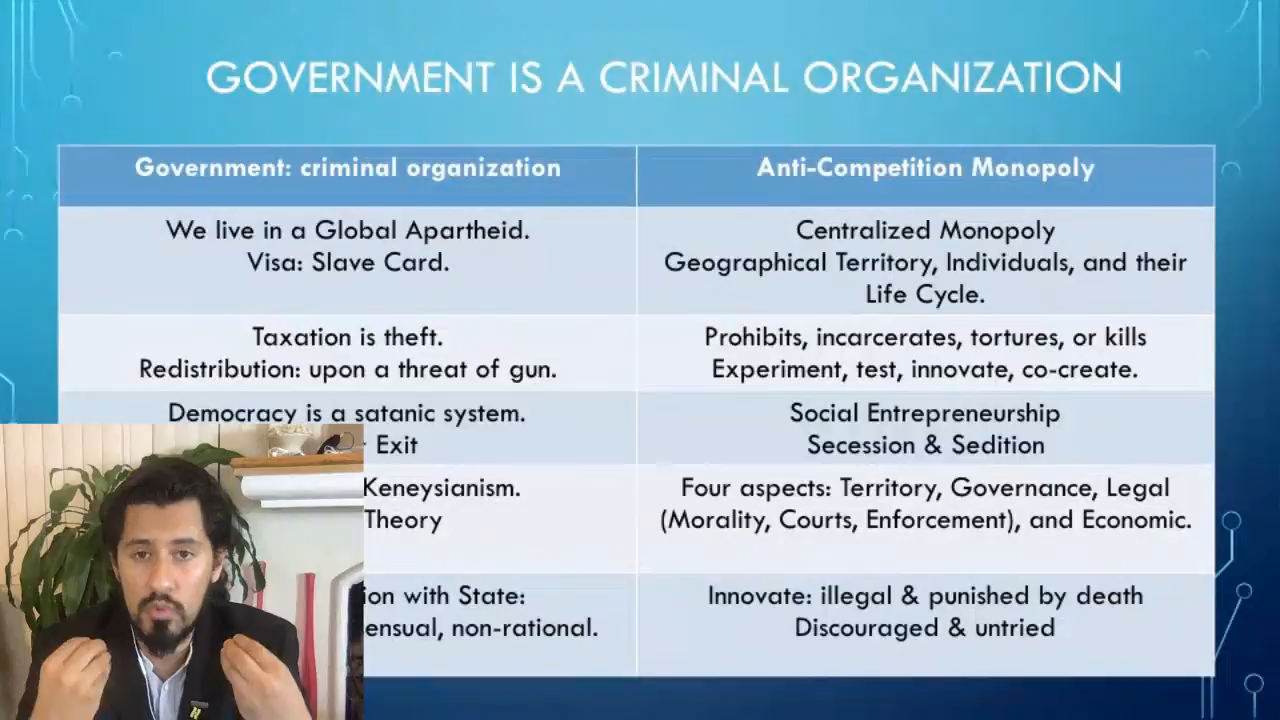 GOVERNMENT IS A CRIMINAL ORGANIZATION
Government: criminal organization
Anti-Competition Monopoly
We live in a Global Apartheid.
Visa: Slave Card.
Centralized Monopoly
Geographical Territory, Individuals, and their
Life Cycle.
Taxation is theft.
Redistribution: upon a threat of gun.
Prohibits, incarcerates, tortures, or kills
Experiment, test, innovate, co-create.
Democracy is a satanic system.
Exit
Social Entrepreneurship
Secession & Sedition
Keneysianism.
Theory
Four aspects: Territory, Governance, Legal
(Morality, Courts, Enforcement), and Economic.
with State:
non-rational.
Innovate: illegal & punished by death
Discouraged & untried